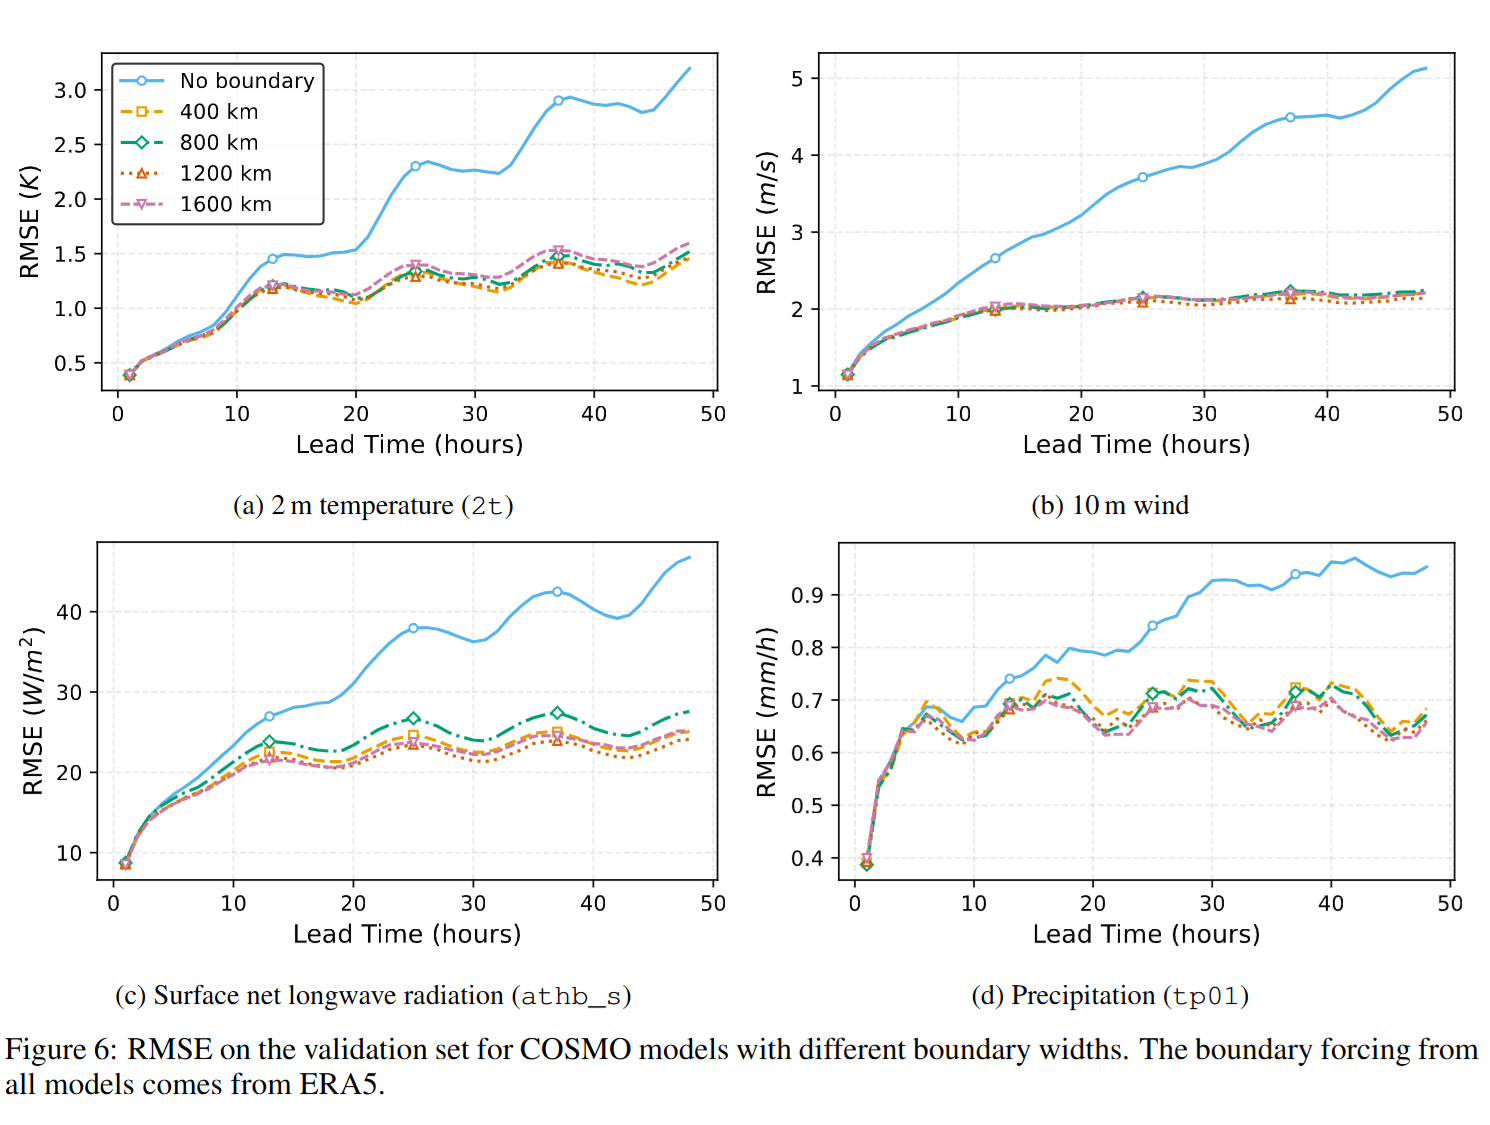 3.0
2.5
2.0
1.5
1.0
0.5
RMSE (K)
No boundary
400 km
800 km
1200 km
1600 km
0 10 20 30 40 50
Lead Time (hours)
(a) 2 m temperature (2t)
5
4
3
2
1
RMSE (m/s)
0 10 20 30 40 50
Lead Time (hours)
(b) 10 m wind
40
30
20
10
RMSE (W/m²)
0 10 20 30 40 50
Lead Time (hours)
(c) Surface net longwave radiation (athb_s)
0.9
0.8
0.7
0.6
0.5
0.4
RMSE (mm/h)
0 10 20 30 40 50
Lead Time (hours)
(d) Precipitation (tp01)
Figure 6: RMSE on the validation set for COSMO models with different boundary widths. The boundary forcing from
all models comes from ERA5.